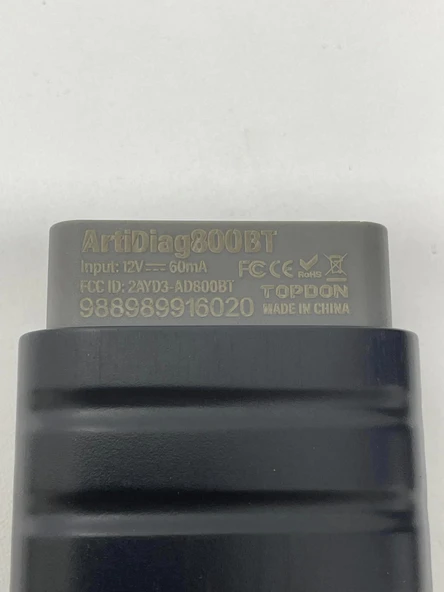 ArtiDiag800BT
Input: 12V⎓ 60mA
FC CE RoHS
FCC ID: 2AYD3-AD800BT
TOPDON
988989916020 MADE IN CHINA